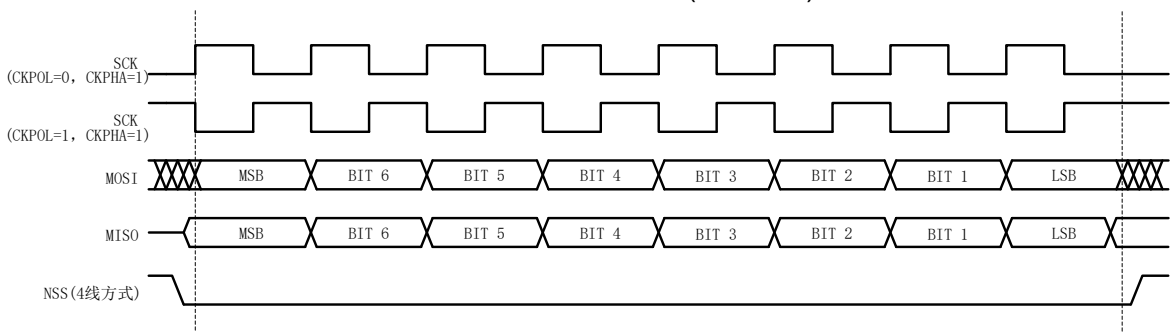 SCK
(CKPOL=0, CKPHA=1)
SCK
(CKPOL=1, CKPHA=1)
MOSI MSB BIT 6 BIT 5 BIT 4 BIT 3 BIT 2 BIT 1 LSB
MISO MSB BIT 6 BIT 5 BIT 4 BIT 3 BIT 2 BIT 1 LSB
NSS(4线方式)